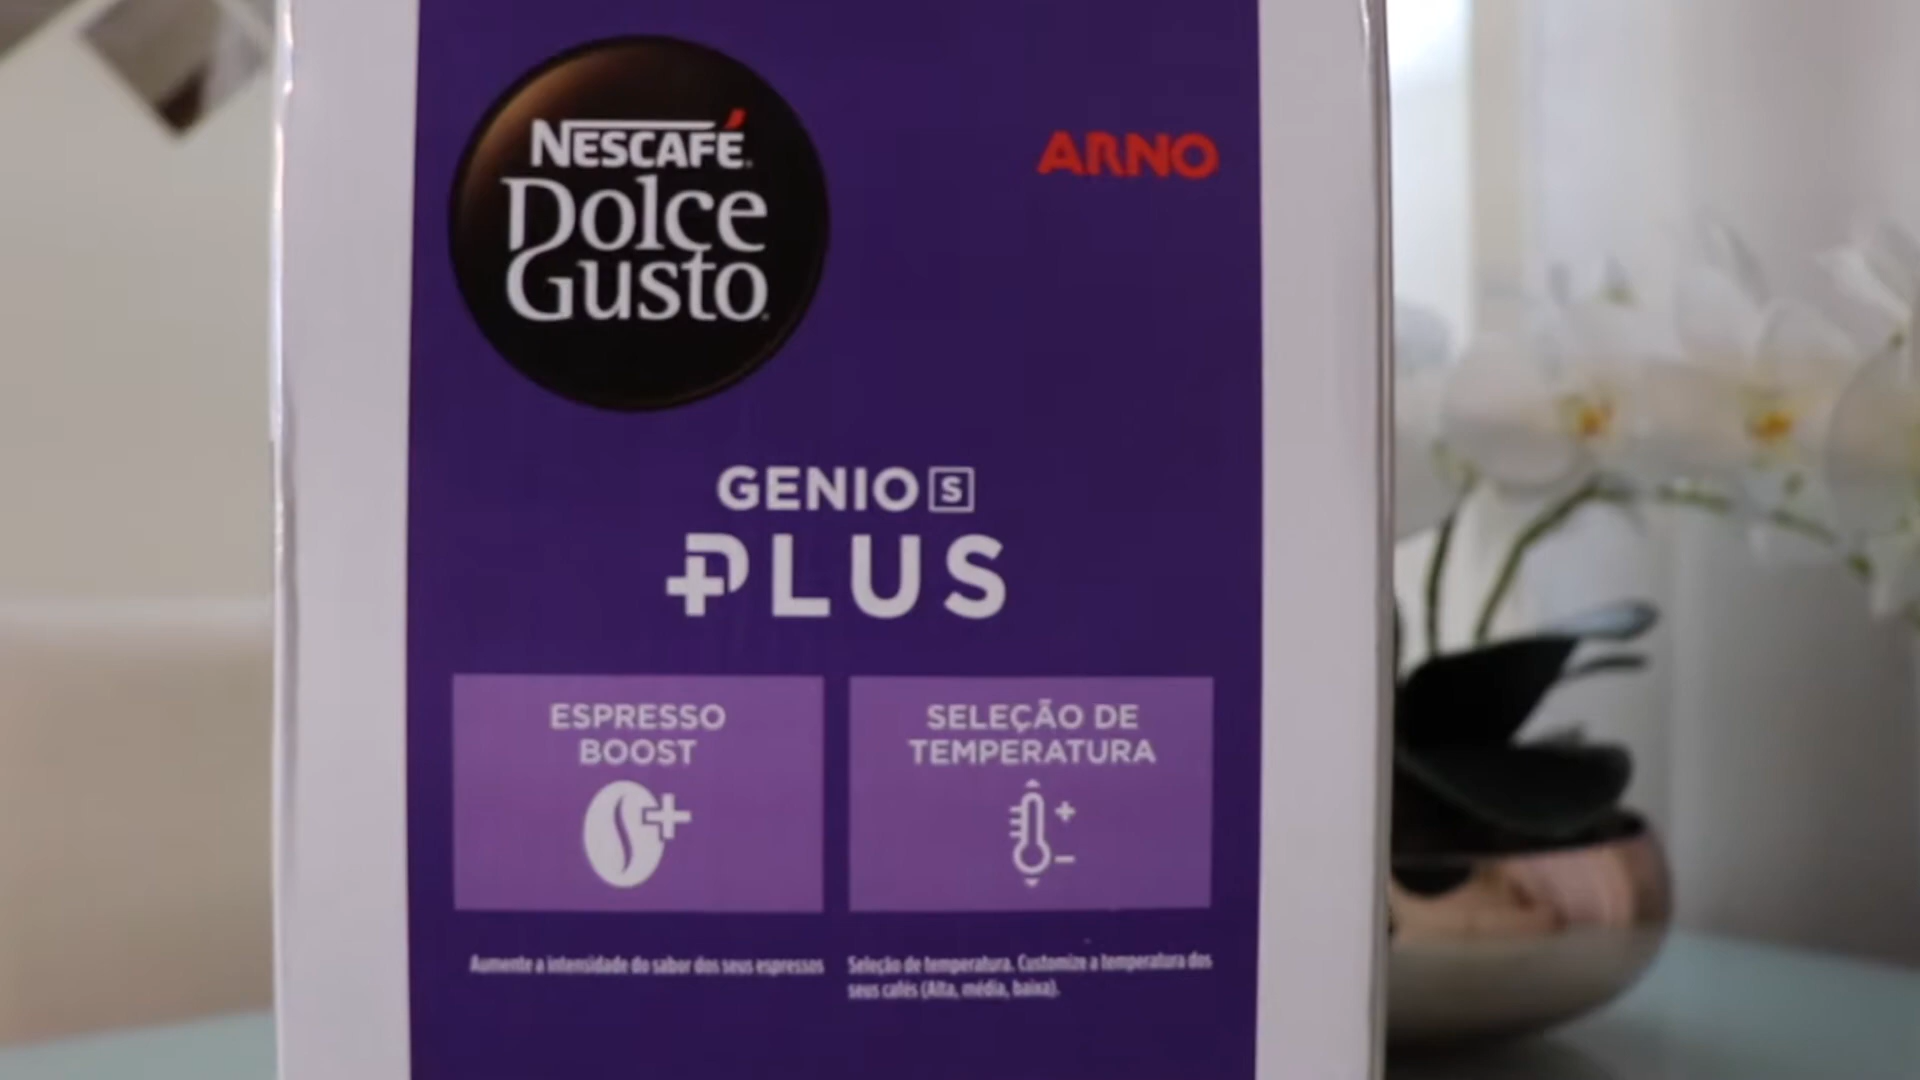 NESCAFÉ
Dolce
Gusto
ARNO
GENIO S
PLUS
ESPRESSO
BOOST
SELEÇÃO DE
TEMPERATURA
Aumente a intensidade do sabor dos seus espressos
Seleção de temperatura. Customize a temperatura dos
seus cafés (Alta, média, baixa).